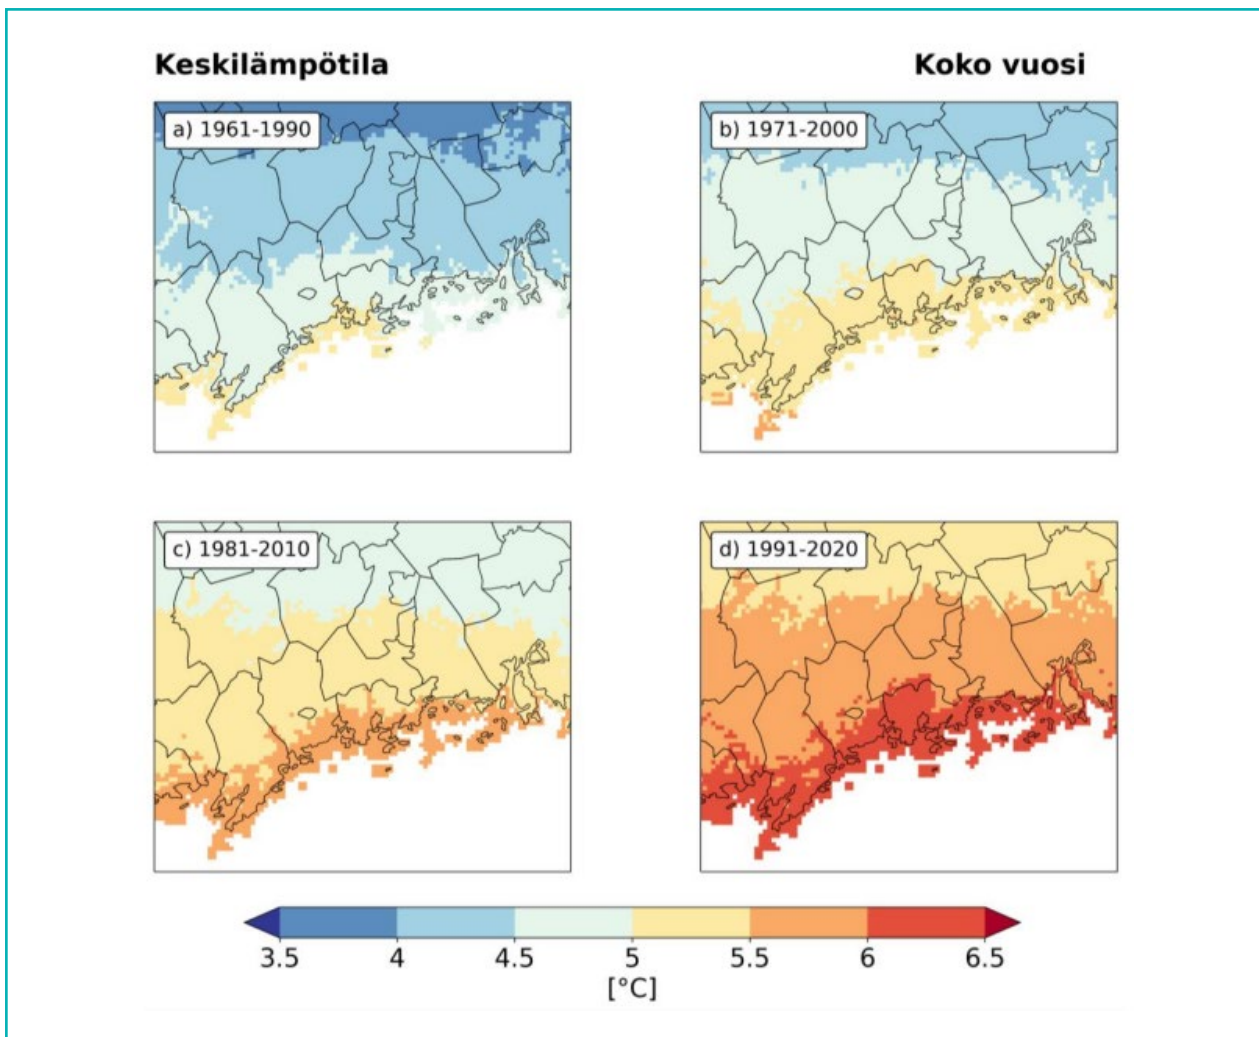 Keskilämpötila
Koko vuosi
a) 1961-1990
b) 1971-2000
c) 1981-2010
d) 1991-2020
3.5 4 4.5 5 5.5 6 6.5
[°C]